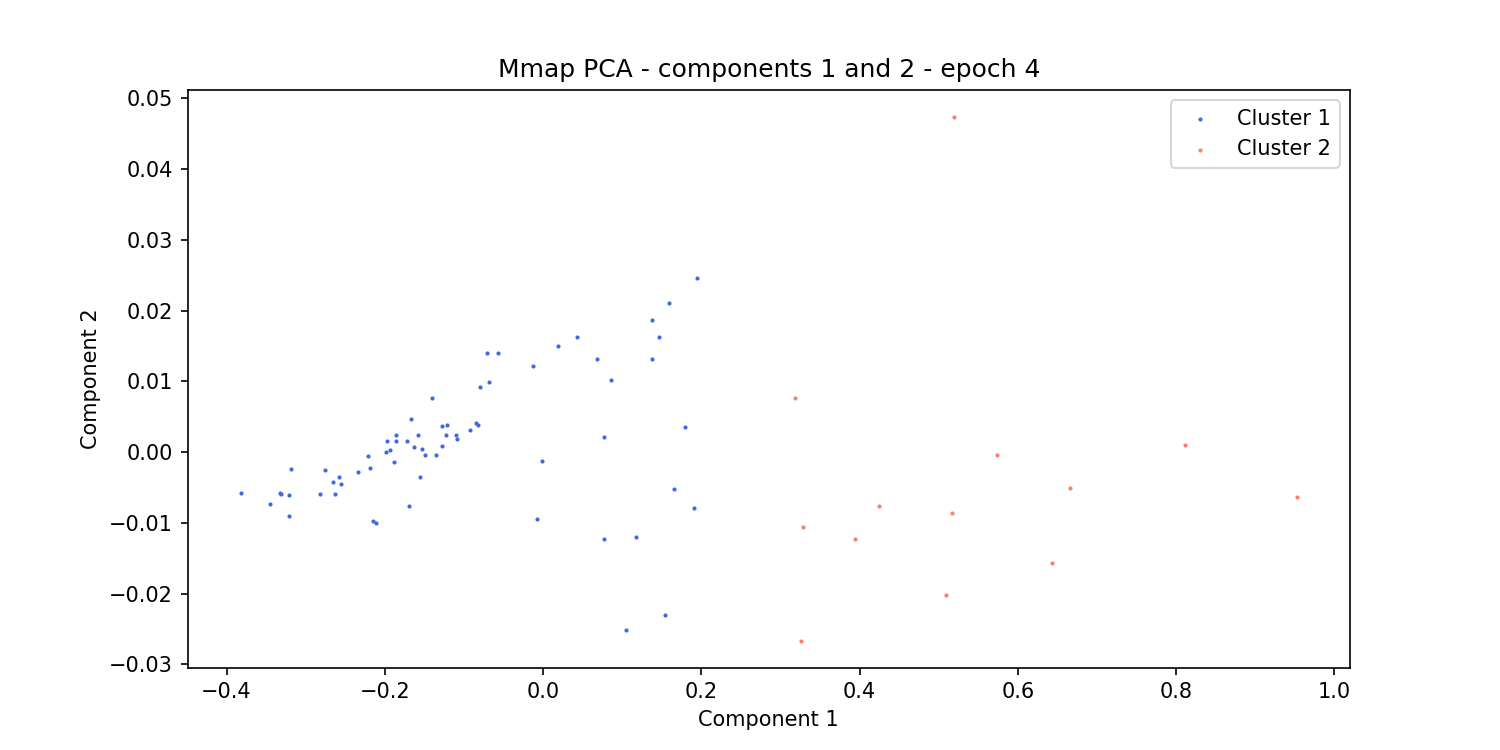 Mmap PCA - components 1 and 2 - epoch 4
Cluster 1
Cluster 2
0.05
0.04
0.03
0.02
0.01
0.00
−0.01
−0.02
−0.03
Component 2
−0.4 −0.2 0.0 0.2 0.4 0.6 0.8 1.0
Component 1